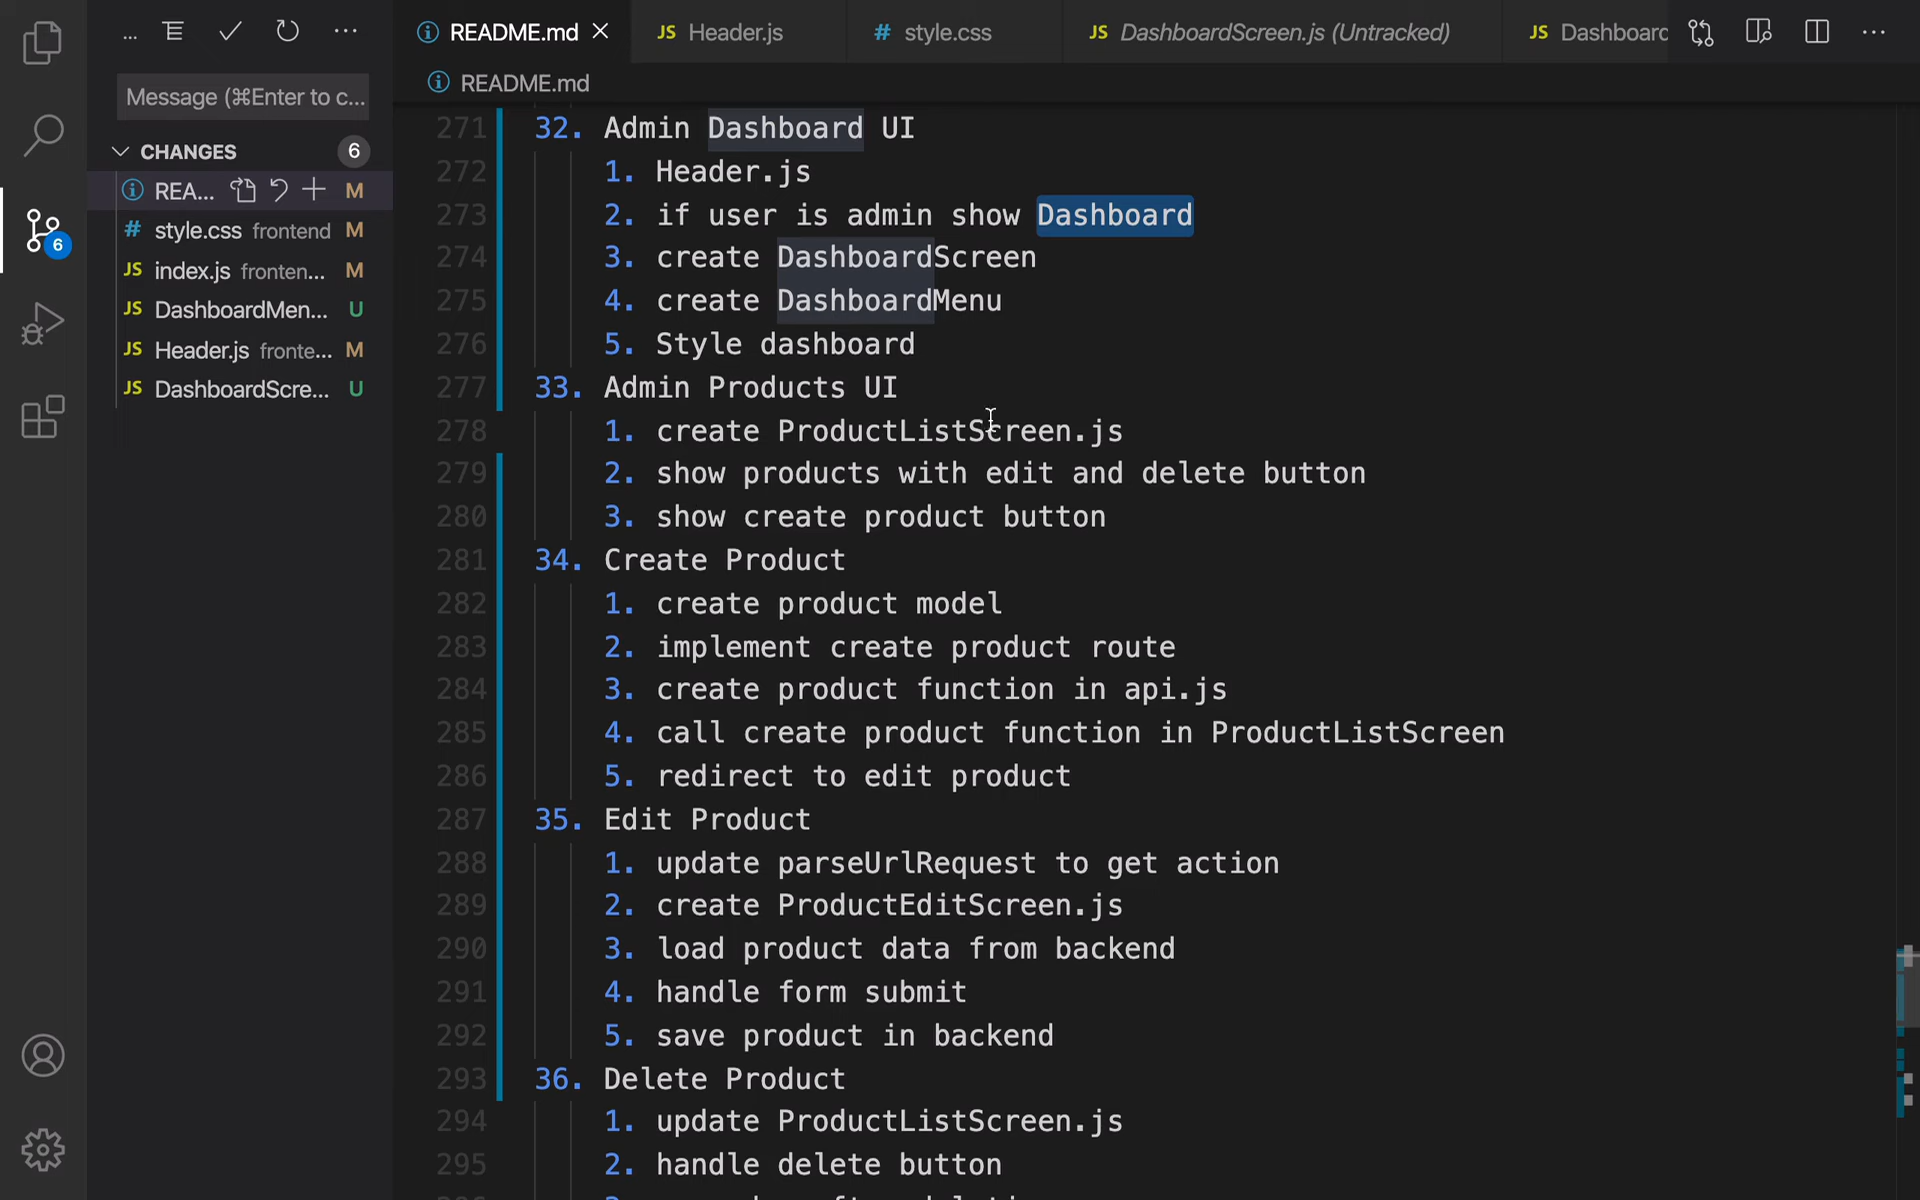 README.md
Header.js
style.css
DashboardScreen.js (Untracked)
Dashboard
README.md
Message (⌘Enter to c...
CHANGES 6
REA... M
style.css frontend M
index.js fronten... M
DashboardMen... U
Header.js fronte... M
DashboardScre... U
6
271 32. Admin Dashboard UI
272 1. Header.js
273 2. if user is admin show Dashboard
274 3. create DashboardScreen
275 4. create DashboardMenu
276 5. Style dashboard
277 33. Admin Products UI
278 1. create ProductListScreen.js
279 2. show products with edit and delete button
280 3. show create product button
281 34. Create Product
282 1. create product model
283 2. implement create product route
284 3. create product function in api.js
285 4. call create product function in ProductListScreen
286 5. redirect to edit product
287 35. Edit Product
288 1. update parseUrlRequest to get action
289 2. create ProductEditScreen.js
290 3. load product data from backend
291 4. handle form submit
292 5. save product in backend
293 36. Delete Product
294 1. update ProductListScreen.js
295 2. handle delete button